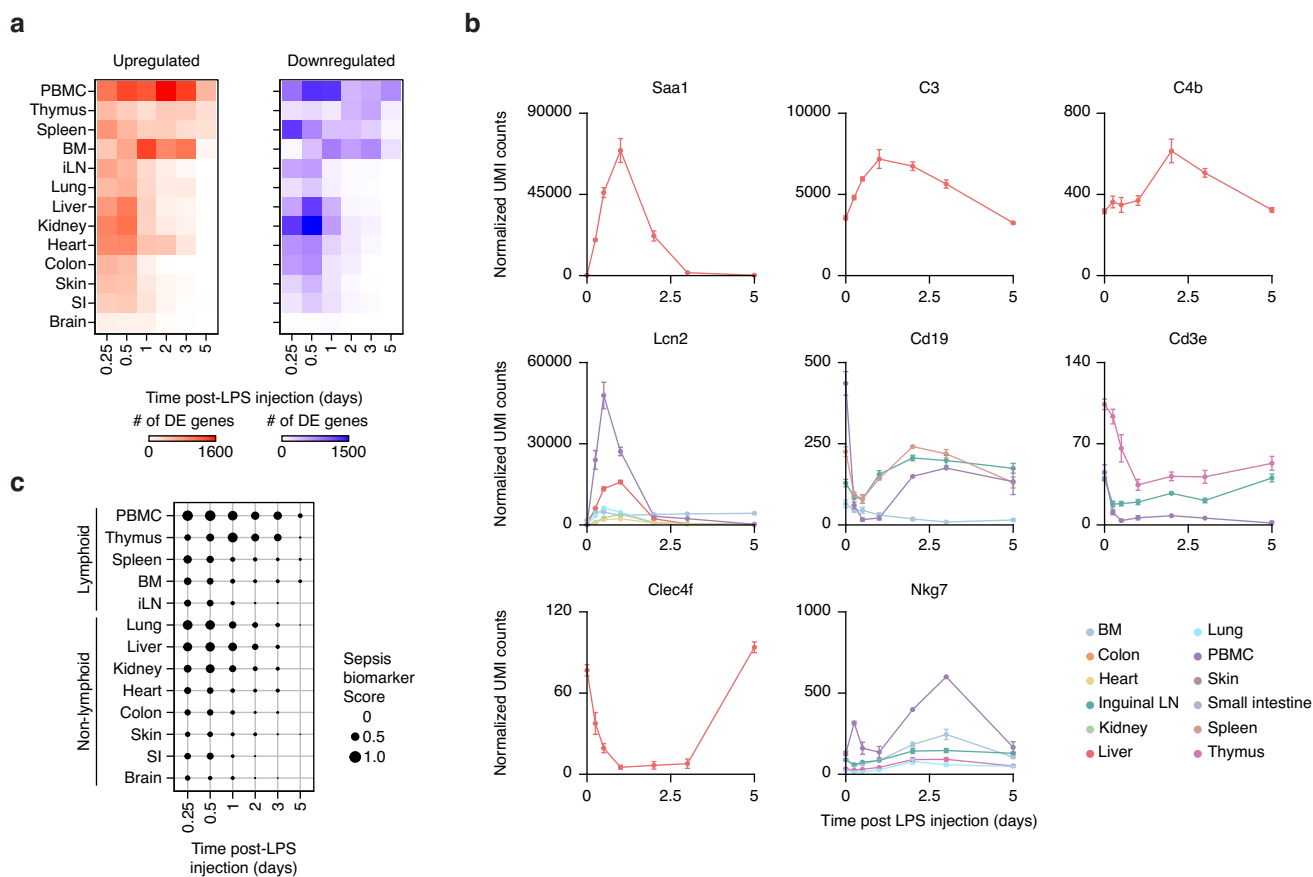 a
Upregulated
Downregulated
PBMC
Thymus
Spleen
BM
iLN
Lung
Liver
Kidney
Heart
Colon
Skin
SI
Brain
0.25
0.5
1
2
3
5
0.25
0.5
1
2
3
5
Time post-LPS injection (days)
# of DE genes
# of DE genes
0
1600
0
1500
b
Saa1
C3
C4b
Normalized UMI counts
90000
45000
0
0
2.5
5
10000
5000
0
0
2.5
5
800
400
0
0
2.5
5
Lcn2
Cd19
Cd3e
Normalized UMI counts
60000
30000
0
0
2.5
5
500
250
0
0
2.5
5
140
70
0
0
2.5
5
Clec4f
Nkg7
Normalized UMI counts
120
60
0
0
2.5
5
1000
500
0
0
2.5
5
Time post LPS injection (days)
BM
Colon
Heart
Inguinal LN
Kidney
Liver
Lung
PBMC
Skin
Small intestine
Spleen
Thymus
c
Lymphoid
Non-lymphoid
PBMC
Thymus
Spleen
BM
iLN
Lung
Liver
Kidney
Heart
Colon
Skin
SI
Brain
0.25
0.5
1
2
3
5
Time post-LPS
injection (days)
Sepsis
biomarker
Score
0
0.5
1.0